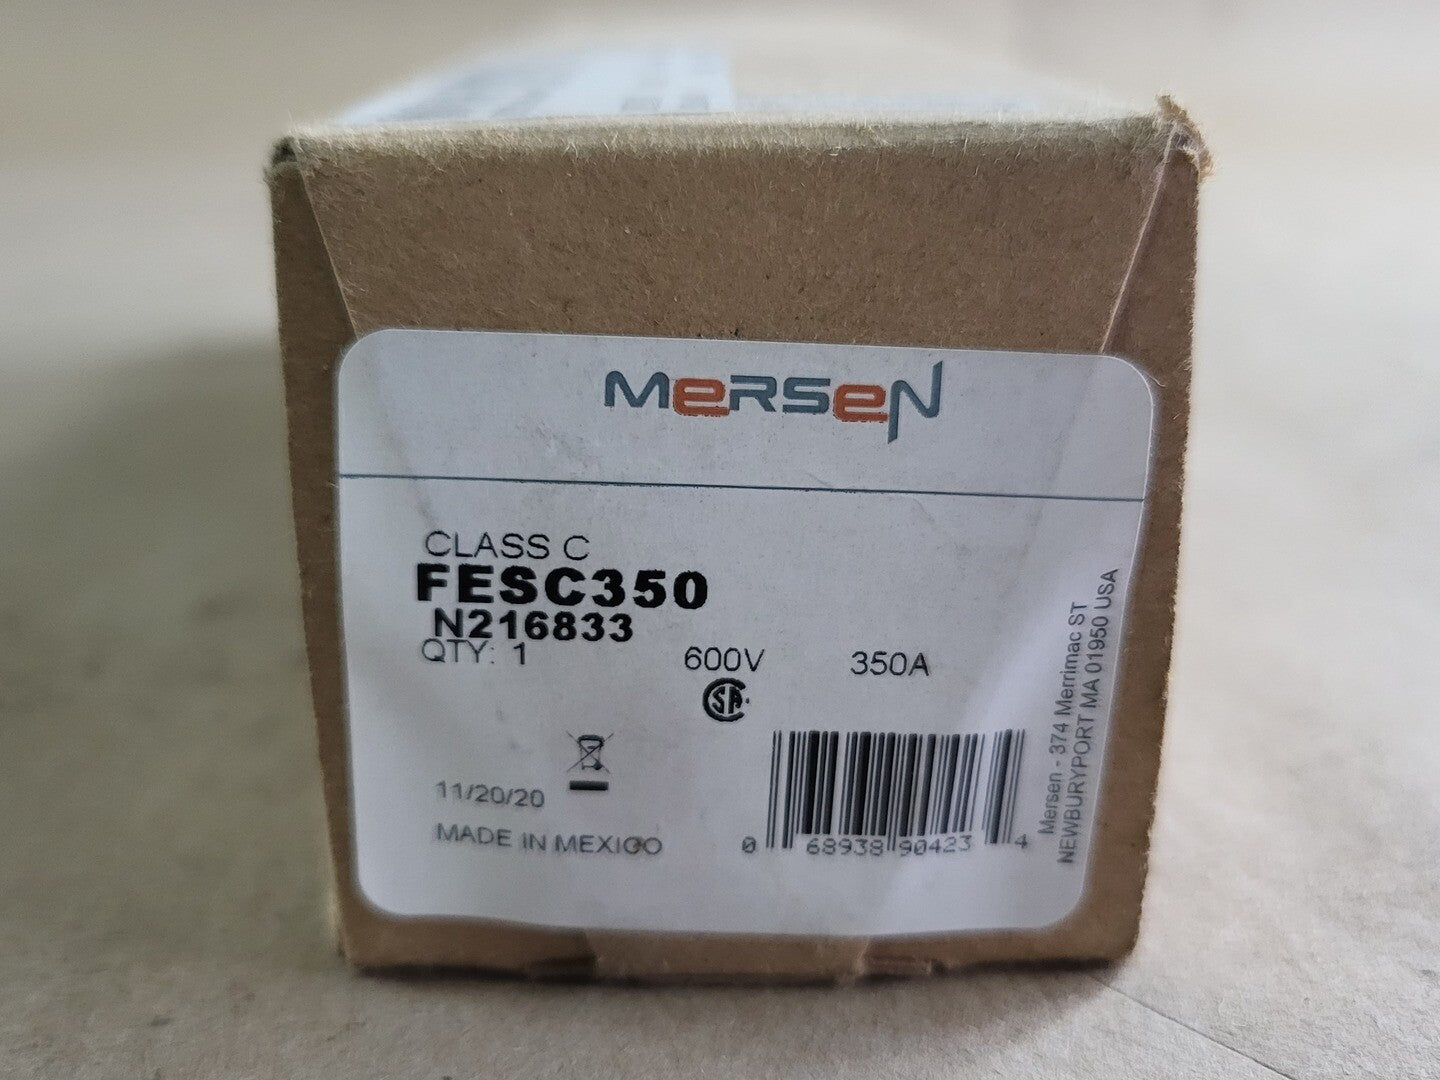 MERSEN
CLASS C
FESC350
N216833
QTY: 1
600V
350A
SA
11/20/20
MADE IN MEXICO
0 68938 90423 4
Mersen - 374 Merrimac ST
NEWBURYPORT MA 01950 USA